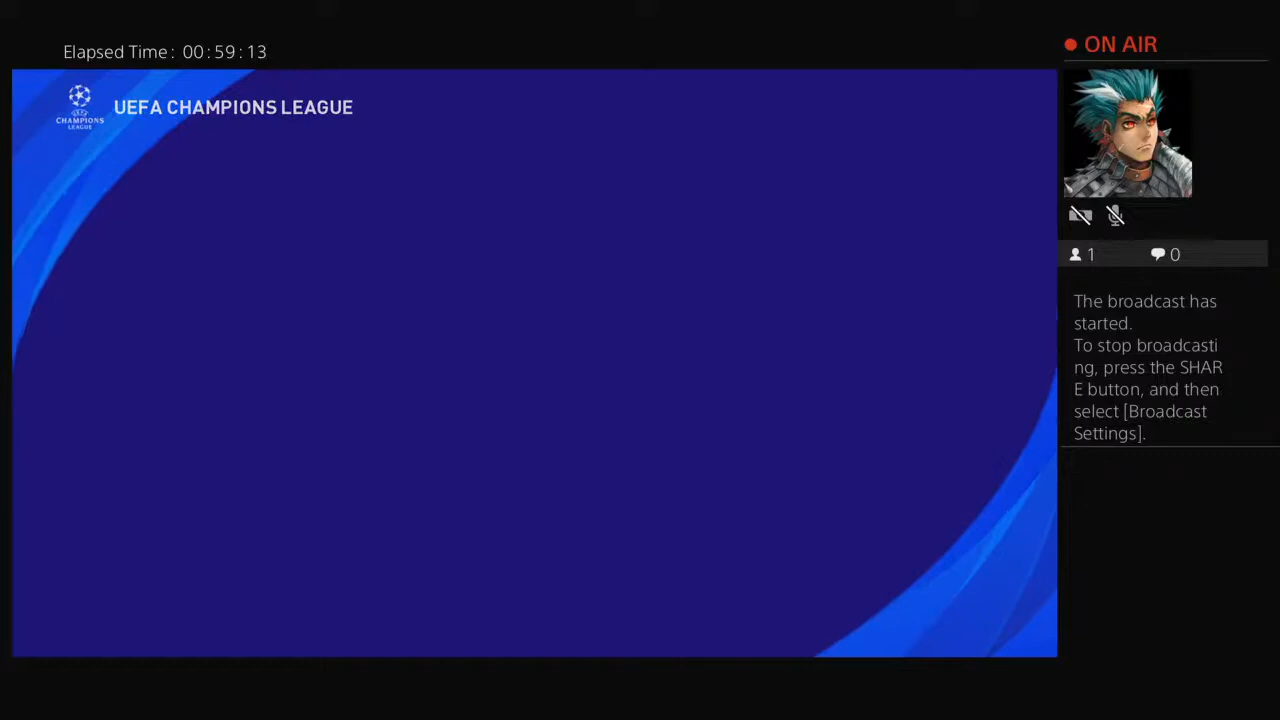 Elapsed Time: 00:59:13
ON AIR
CHAMPIONS
LEAGUE
UEFA CHAMPIONS LEAGUE
1
0
The broadcast has
started.
To stop broadcasti
ng, press the SHAR
E button, and then
select [Broadcast
Settings].